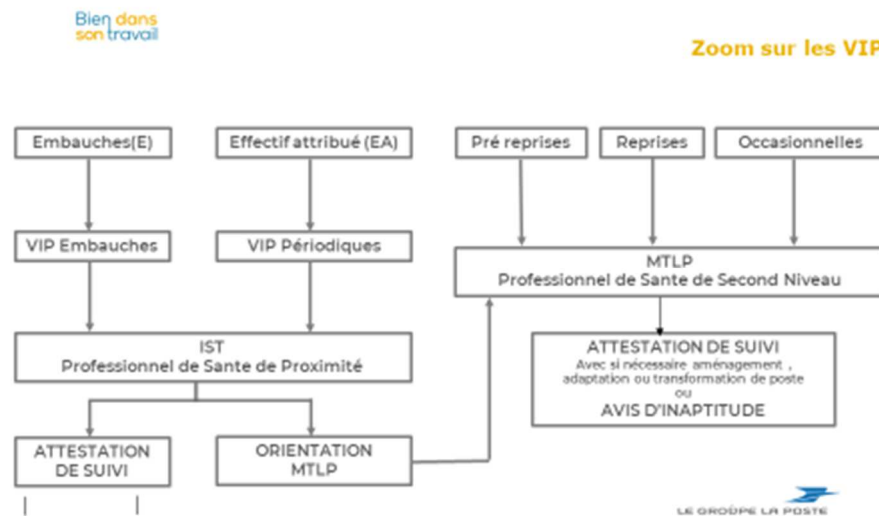 Bien dans
son travail
Zoom sur les VIP
Embauches(E)
Effectif attribué (EA)
Pré reprises
Reprises
Occasionnelles
VIP Embauches
VIP Périodiques
MTLP
Professionnel de Sante de Second Niveau
IST
Professionnel de Sante de Proximité
ATTESTATION DE SUIVI
Avec si nécessaire aménagement ,
adaptation ou transformation de poste
ou
AVIS D'INAPTITUDE
ATTESTATION
DE SUIVI
ORIENTATION
MTLP
LE GROUPE LA POSTE